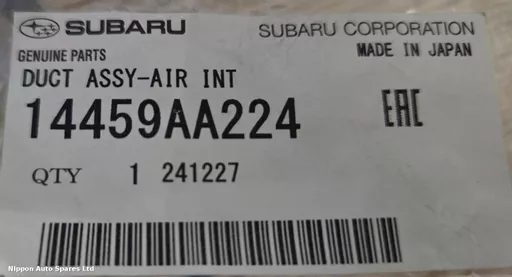 SUBARU SUBARU CORPORATION
GENUINE PARTS MADE IN JAPAN
DUCT ASSY-AIR INT
14459AA224 EAC
QTY 1 241227
Nippon Auto Spares Ltd